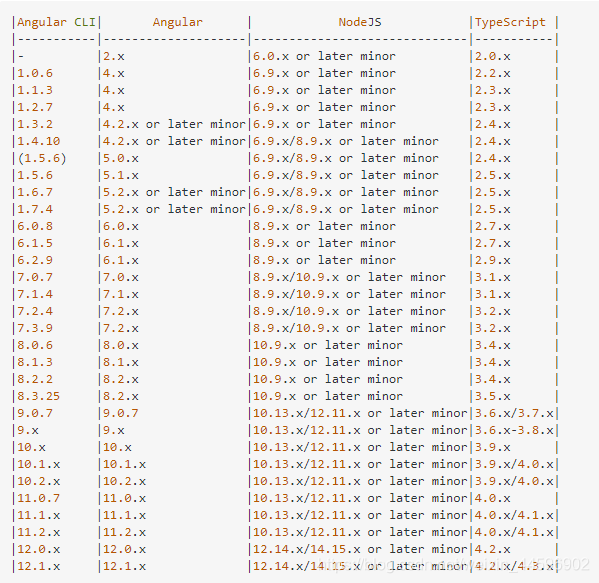 |Angular CLI| Angular | NodeJS |TypeScript |
|-----------|-------------------|-----------------------------|-----------|
|- |2.x |6.0.x or later minor |2.0.x |
|1.0.6 |4.x |6.9.x or later minor |2.2.x |
|1.1.3 |4.x |6.9.x or later minor |2.3.x |
|1.2.7 |4.x |6.9.x or later minor |2.3.x |
|1.3.2 |4.2.x or later minor|6.9.x or later minor |2.4.x |
|1.4.10 |4.2.x or later minor|6.9.x/8.9.x or later minor |2.4.x |
|(1.5.6) |5.0.x |6.9.x/8.9.x or later minor |2.4.x |
|1.5.6 |5.1.x |6.9.x/8.9.x or later minor |2.5.x |
|1.6.7 |5.2.x or later minor|6.9.x/8.9.x or later minor |2.5.x |
|1.7.4 |5.2.x or later minor|6.9.x/8.9.x or later minor |2.5.x |
|6.0.8 |6.0.x |8.9.x or later minor |2.7.x |
|6.1.5 |6.1.x |8.9.x or later minor |2.7.x |
|6.2.9 |6.1.x |8.9.x or later minor |2.9.x |
|7.0.7 |7.0.x |8.9.x/10.9.x or later minor |3.1.x |
|7.1.4 |7.1.x |8.9.x/10.9.x or later minor |3.1.x |
|7.2.4 |7.2.x |8.9.x/10.9.x or later minor |3.2.x |
|7.3.9 |7.2.x |8.9.x/10.9.x or later minor |3.2.x |
|8.0.6 |8.0.x |10.9.x or later minor |3.4.x |
|8.1.3 |8.1.x |10.9.x or later minor |3.4.x |
|8.2.2 |8.2.x |10.9.x or later minor |3.4.x |
|8.3.25 |8.2.x |10.9.x or later minor |3.5.x |
|9.0.7 |9.0.7 |10.13.x/12.11.x or later minor|3.6.x/3.7.x|
|9.x |9.x |10.13.x/12.11.x or later minor|3.6.x-3.8.x|
|10.x |10.x |10.13.x/12.11.x or later minor|3.9.x |
|10.1.x |10.1.x |10.13.x/12.11.x or later minor|3.9.x/4.0.x|
|10.2.x |10.2.x |10.13.x/12.11.x or later minor|3.9.x/4.0.x|
|11.0.7 |11.0.x |10.13.x/12.11.x or later minor|4.0.x |
|11.1.x |11.1.x |10.13.x/12.11.x or later minor|4.0.x/4.1.x|
|11.2.x |11.2.x |10.13.x/12.11.x or later minor|4.0.x/4.1.x|
|12.0.x |12.0.x |12.14.x/14.15.x or later minor|4.2.x |
|12.1.x |12.1.x |12.14.x/14.15.x or later minor|4.2.x/4.3.x|